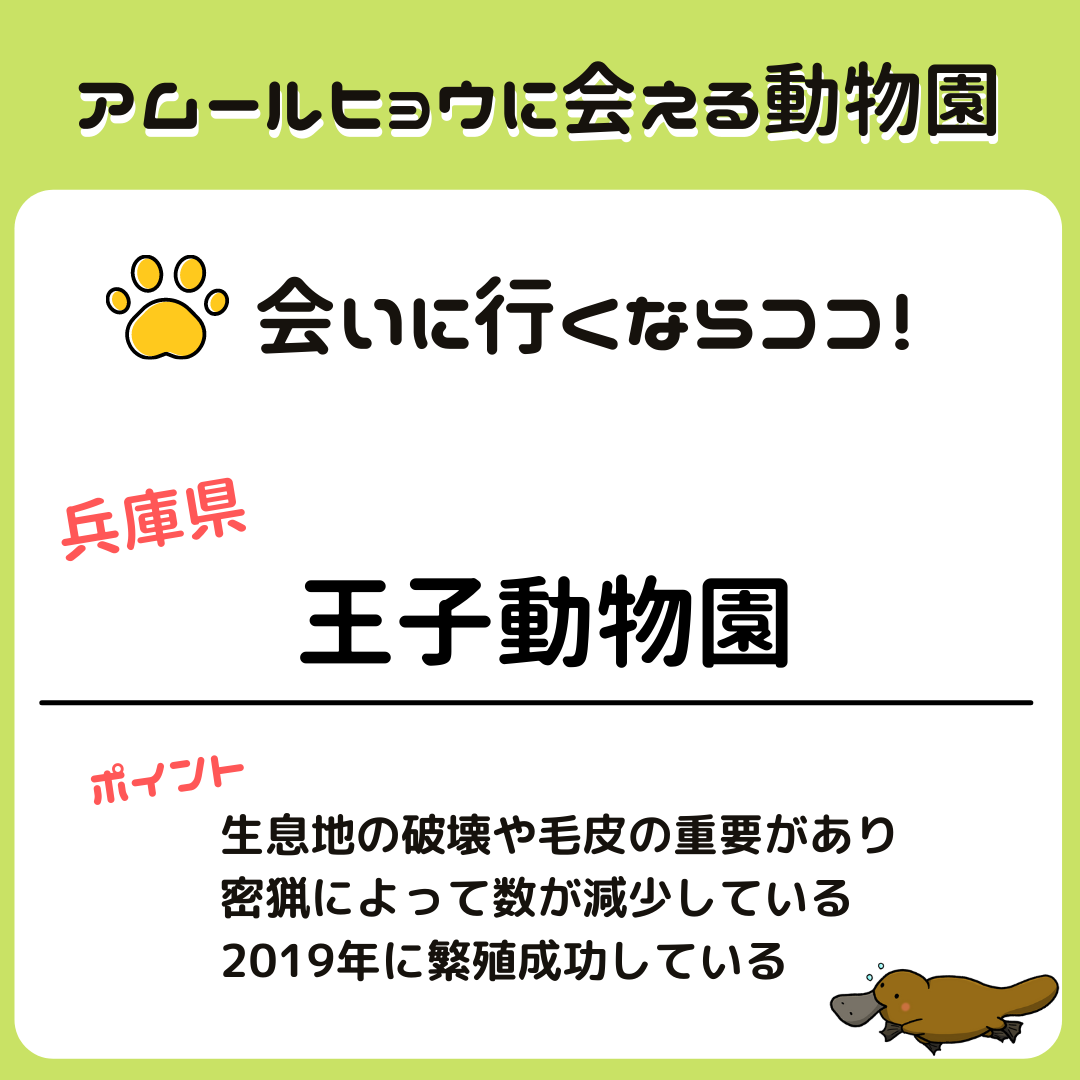 アムールヒョウに会える動物園
会いに行くならココ!
兵庫県
王子動物園
ポイント
生息地の破壊や毛皮の重要があり
密猟によって数が減少している
2019年に繁殖成功している